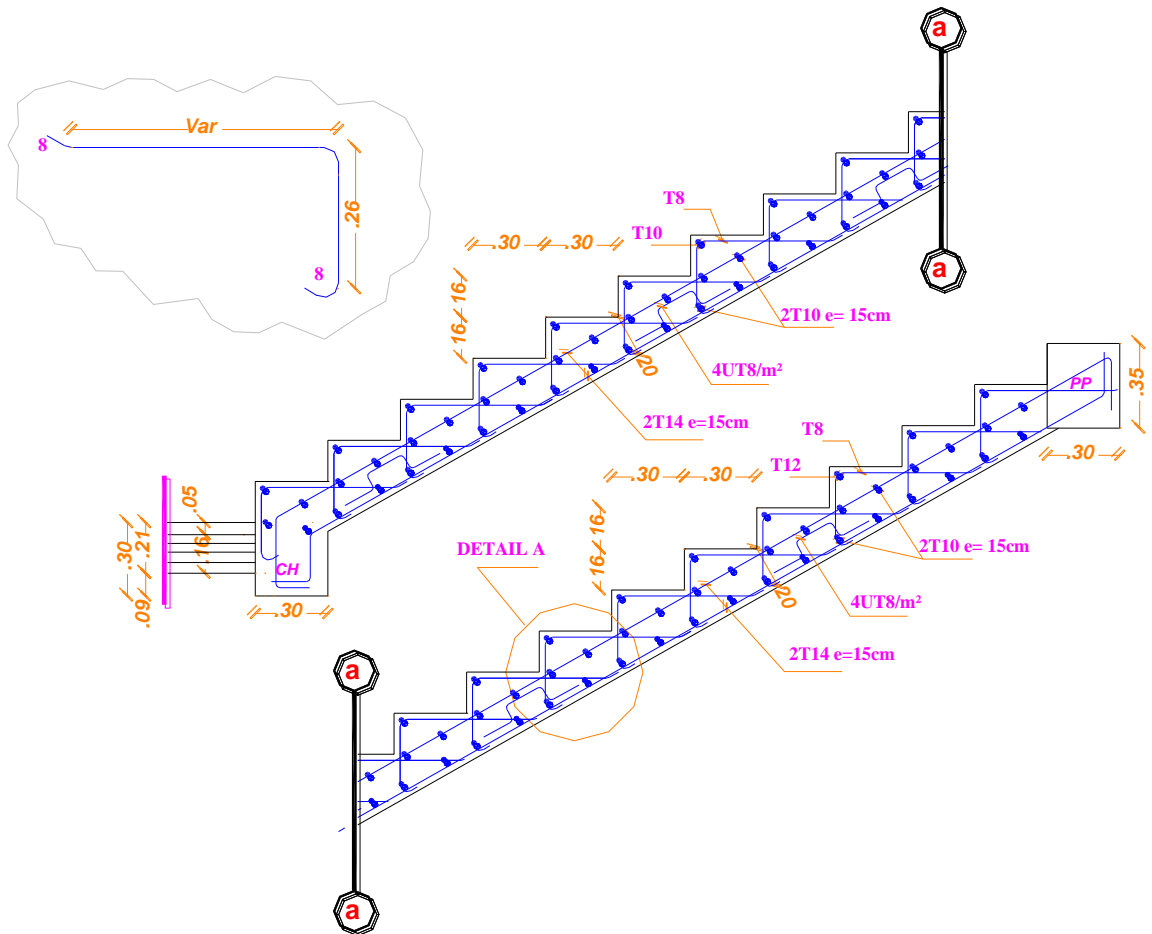 a
Var
8
.26
8
a
T8
T10
.30 .30
16 16
2T10 e= 15cm
20
4UT8/m²
2T14 e=15cm
PP
.35
.30
T8
T12
.30 .30
16 16
.05
.30
.21
.16
.09
CH
.30
DETAIL A
2T10 e= 15cm
20
4UT8/m²
2T14 e=15cm
a
a